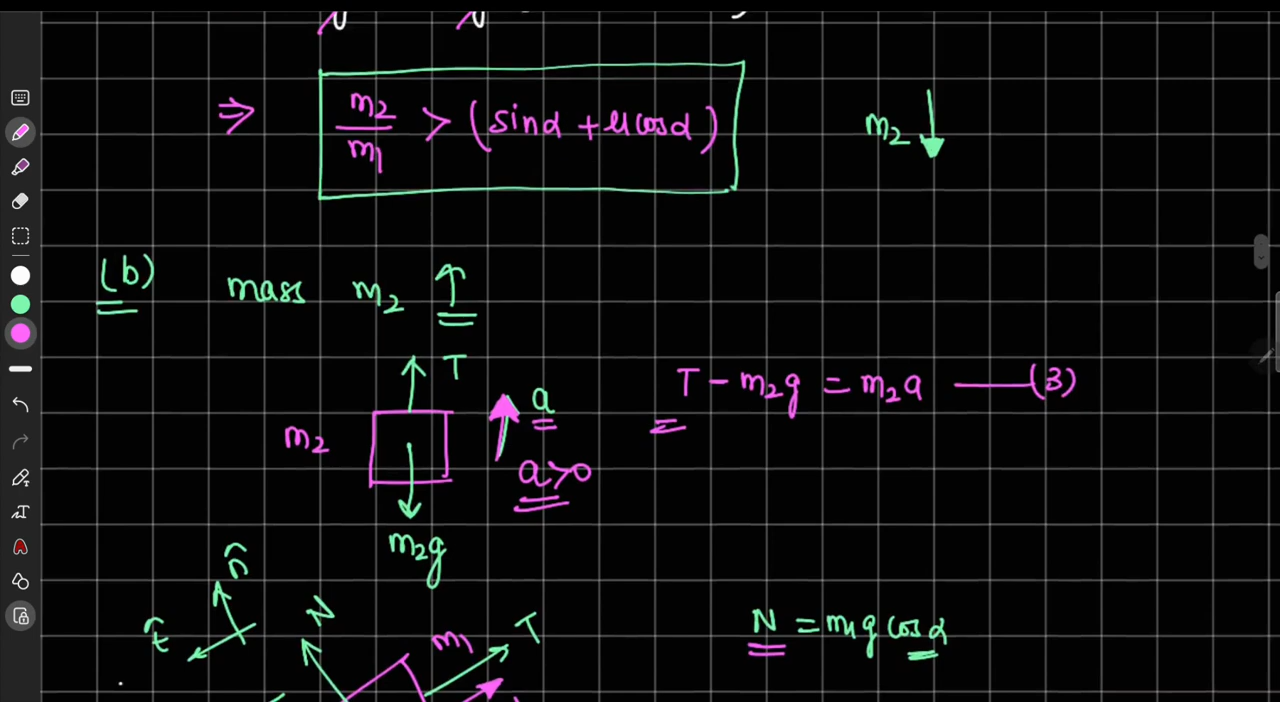 ⇒ m2/m1 > (sinα + μcosα)
m2 ↓
(b) mass m2 ↑
T
a
T - m2g = m2a —(3)
m2
a>0
m2g
n̂
t̂
N
m1
T
N = m1g cosα